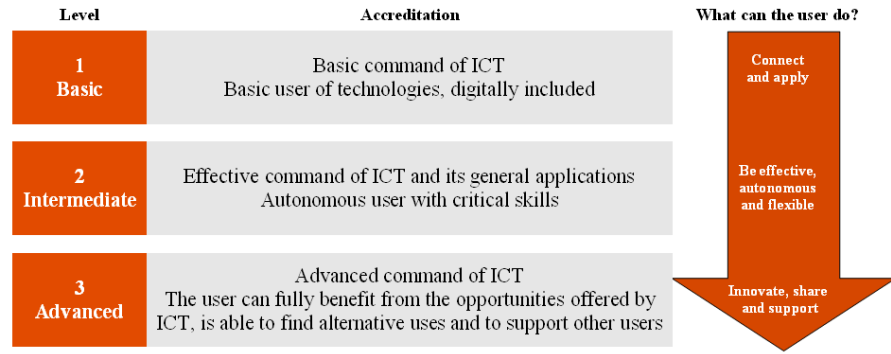 Level
Accreditation
What can the user do?
1
Basic
Basic command of ICT
Basic user of technologies, digitally included
Connect
and apply
2
Intermediate
Effective command of ICT and its general applications
Autonomous user with critical skills
Be effective,
autonomous
and flexible
3
Advanced
Advanced command of ICT
The user can fully benefit from the opportunities offered by
ICT, is able to find alternative uses and to support other users
Innovate, share
and support